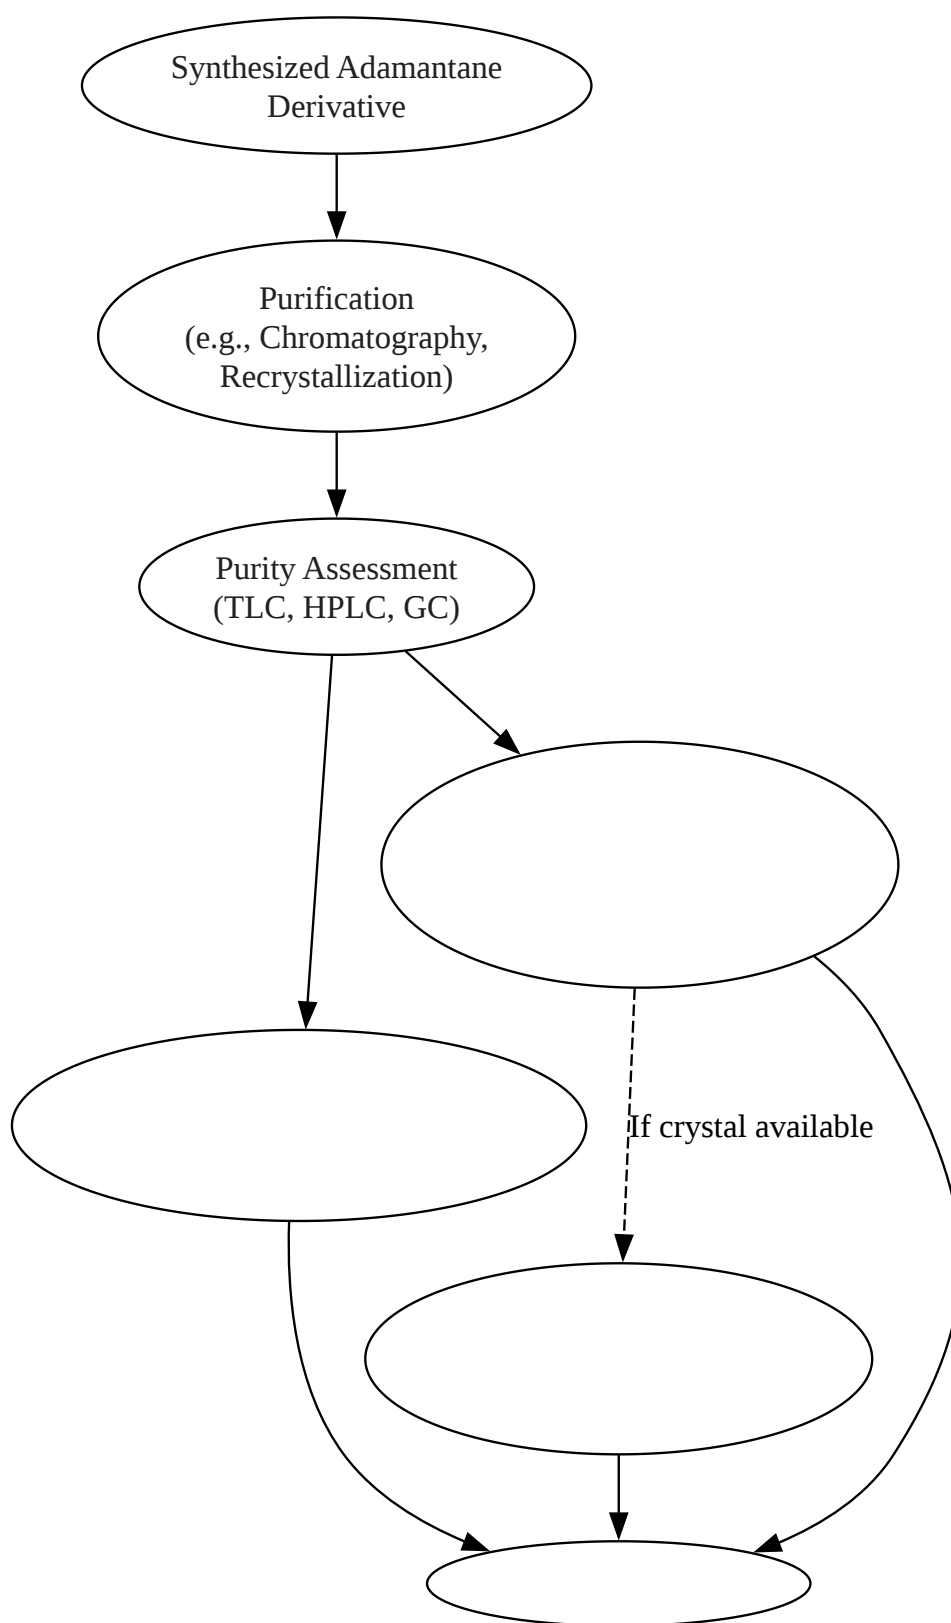 Synthesized Adamantane
Derivative
Purification
(e.g., Chromatography,
Recrystallization)
Purity Assessment
(TLC, HPLC, GC)
If crystal available